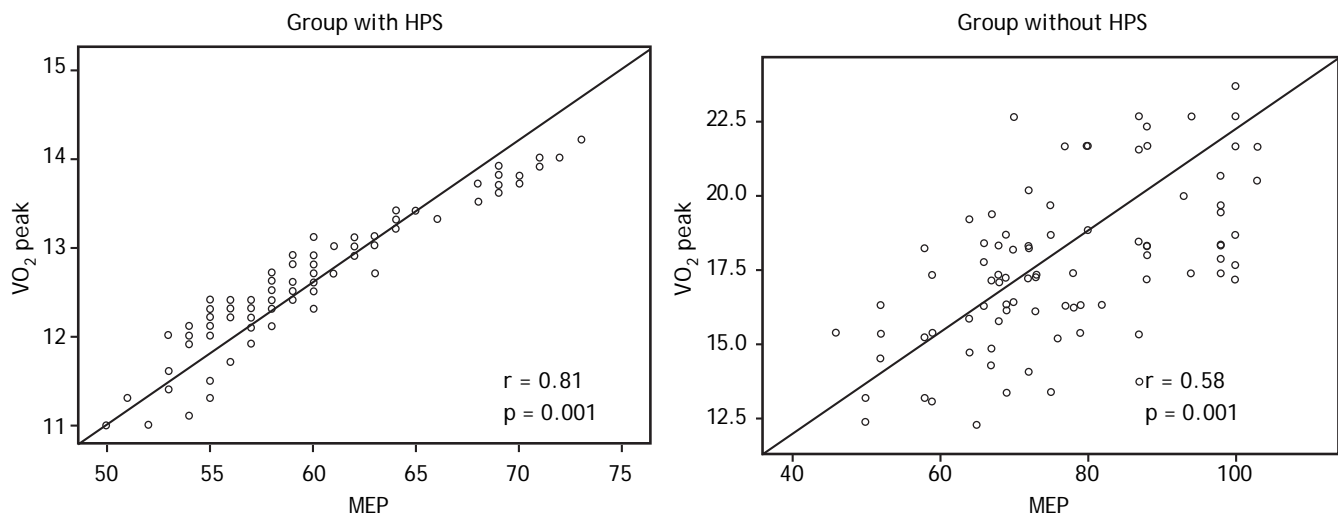 Group with HPS
15
14
13
12
11
VO2 peak
r = 0.81
p = 0.001
50 55 60 65 70 75
MEP
Group without HPS
22.5
20.0
17.5
15.0
12.5
VO2 peak
r = 0.58
p = 0.001
40 60 80 100
MEP